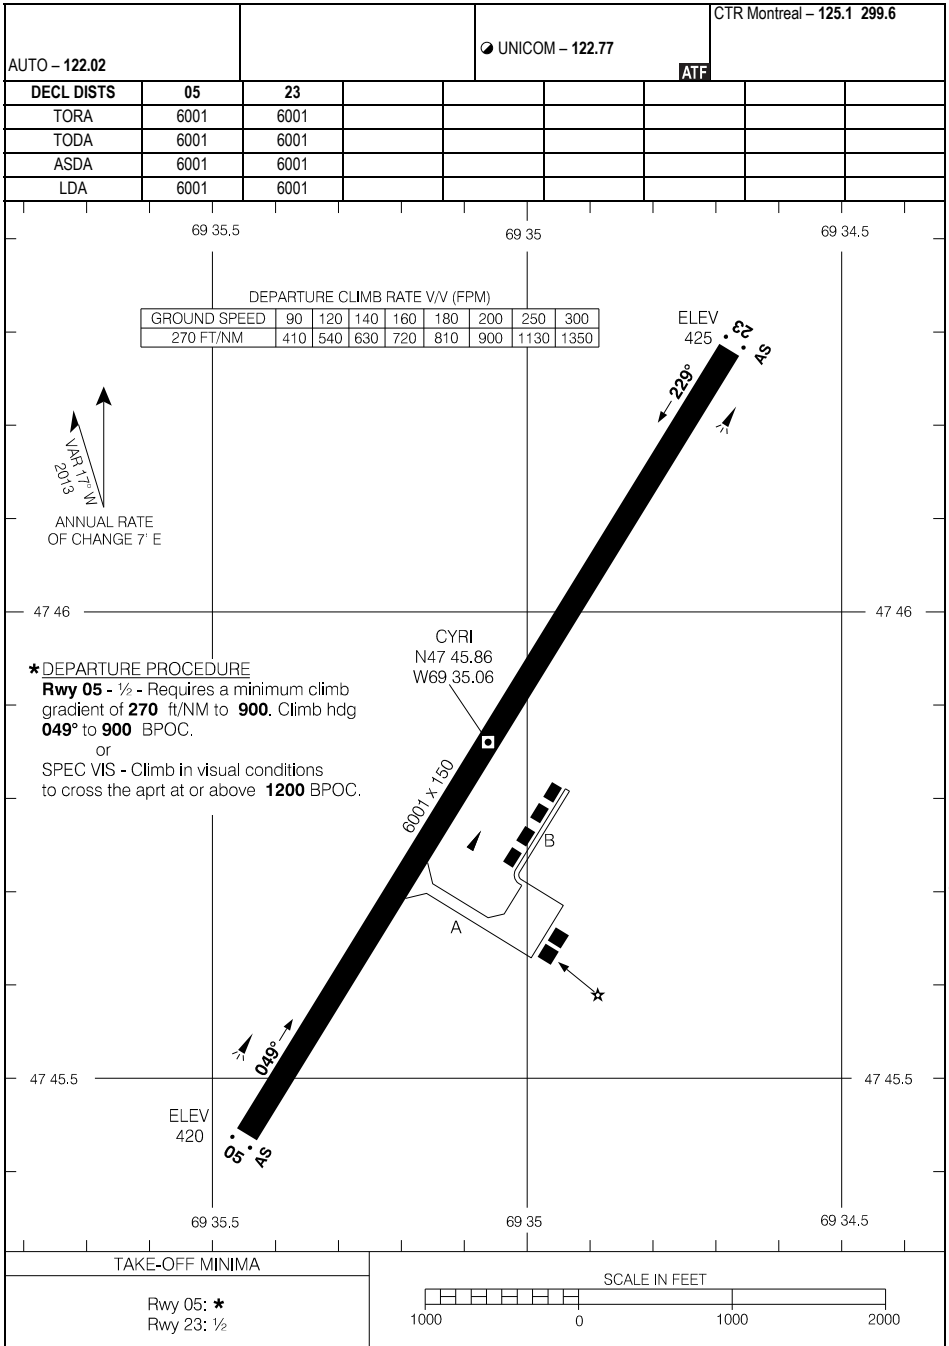 CTR Montreal – 125.1 299.6
UNICOM – 122.77
AUTO – 122.02
ATF
DECL DISTS 05 23
TORA 6001 6001
TODA 6001 6001
ASDA 6001 6001
LDA 6001 6001
69 35.5 69 35 69 34.5
DEPARTURE CLIMB RATE V/V (FPM)
GROUND SPEED 90 120 140 160 180 200 250 300
270 FT/NM 410 540 630 720 810 900 1130 1350
ELEV
425
23
AS
229°
VAR 17° W
2013
ANNUAL RATE
OF CHANGE 7' E
47 46 47 46
CYRI
N47 45.86
W69 35.06
* DEPARTURE PROCEDURE
Rwy 05 - ½ - Requires a minimum climb
gradient of 270 ft/NM to 900. Climb hdg
049° to 900 BPOC.
or
SPEC VIS - Climb in visual conditions
to cross the aprt at or above 1200 BPOC.
6001 x 150
B
A
049°
47 45.5 47 45.5
ELEV
420
05
AS
69 35.5 69 35 69 34.5
TAKE-OFF MINIMA
Rwy 05: *
Rwy 23: ½
SCALE IN FEET
1000 0 1000 2000